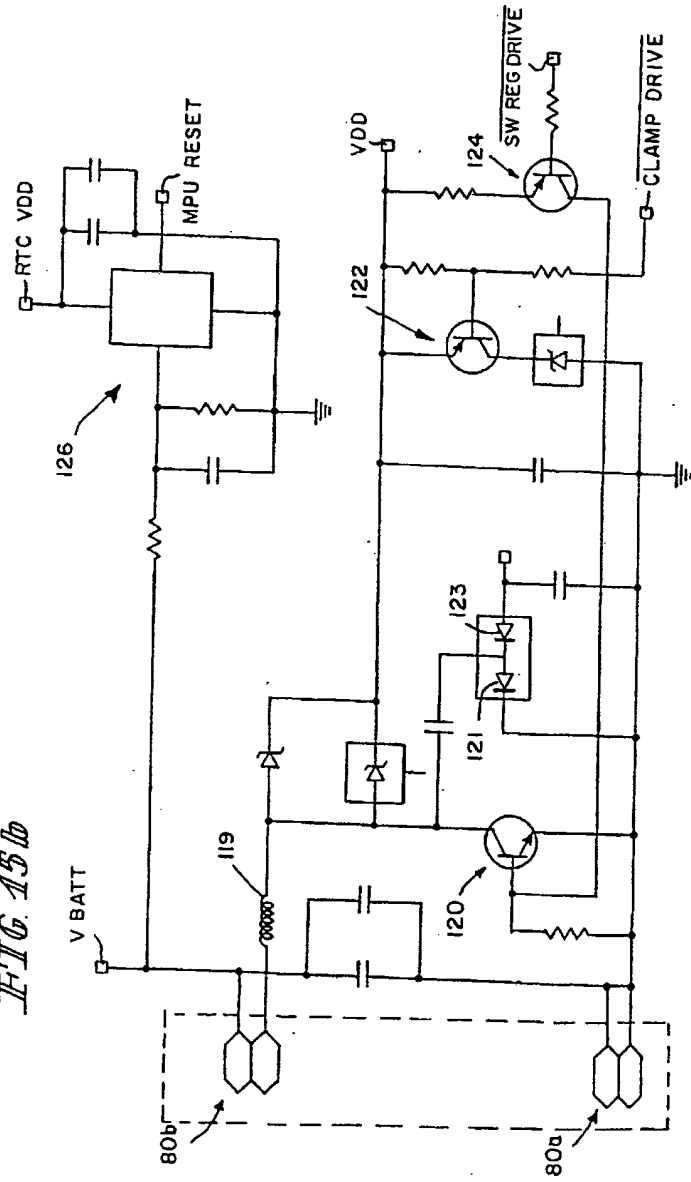 FIG. 15b
V BATT
RTC VDD
MPU RESET
126
VDD
122
SW REG DRIVE
124
CLAMP DRIVE
119
121
123
120
80b
80a